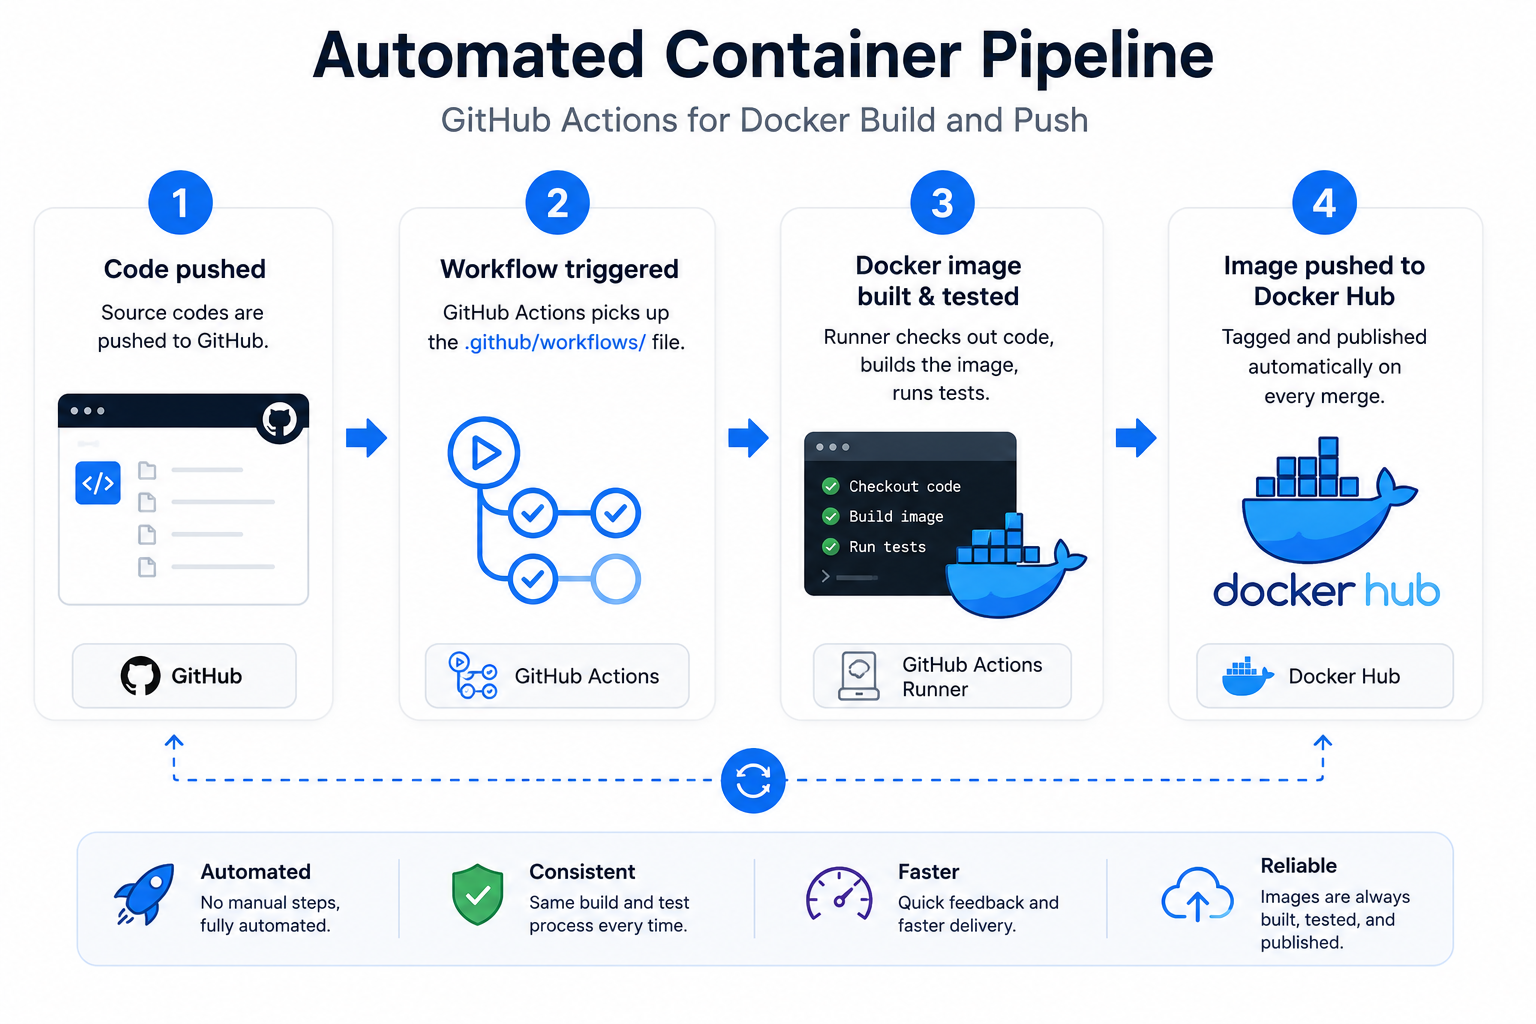 Automated Container Pipeline
GitHub Actions for Docker Build and Push
1
Code pushed
Source codes are
pushed to GitHub.
</>
GitHub
2
Workflow triggered
GitHub Actions picks up
the .github/workflows/ file.
GitHub Actions
3
Docker image
built & tested
Runner checks out code,
builds the image,
runs tests.
Checkout code
Build image
Run tests
GitHub Actions
Runner
4
Image pushed to
Docker Hub
Tagged and published
automatically on
every merge.
docker hub
Docker Hub
Automated
No manual steps,
fully automated.
Consistent
Same build and test
process every time.
Faster
Quick feedback and
faster delivery.
Reliable
Images are always
built, tested, and
published.